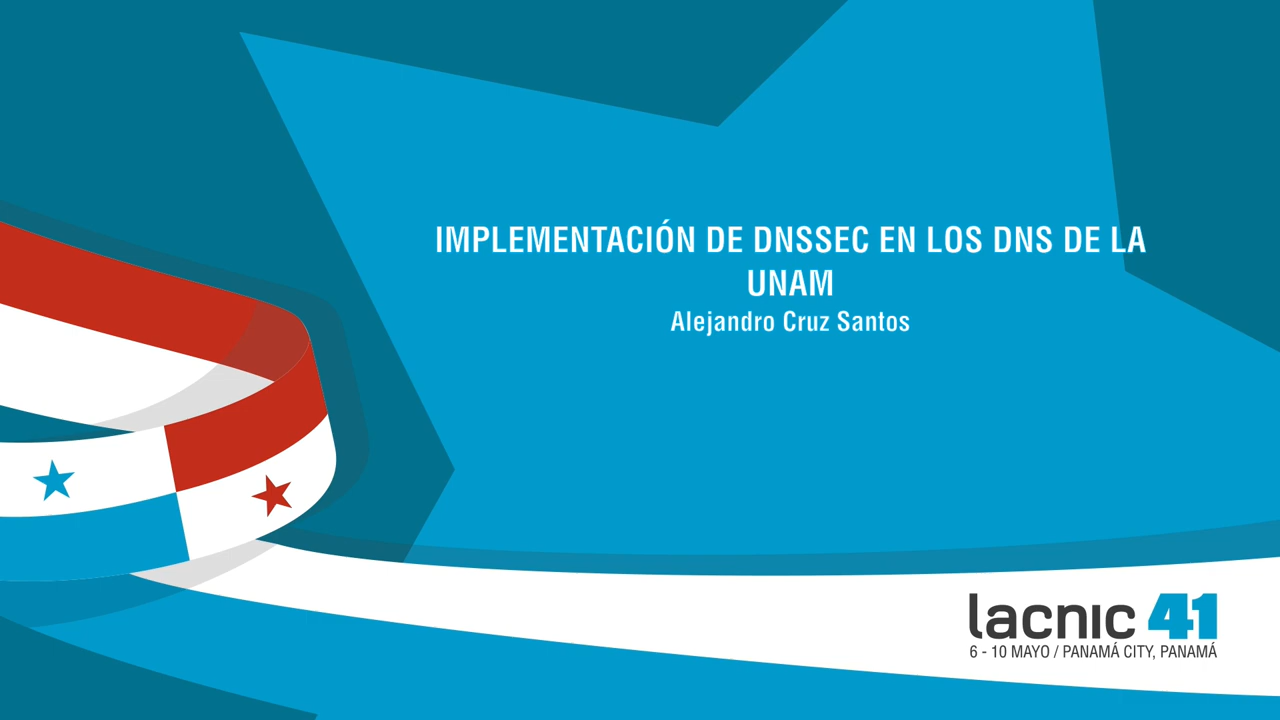 IMPLEMENTACIÓN DE DNSSEC EN LOS DNS DE LA
UNAM
Alejandro Cruz Santos
lacnic 41
6 - 10 MAYO / PANAMÁ CITY, PANAMÁ